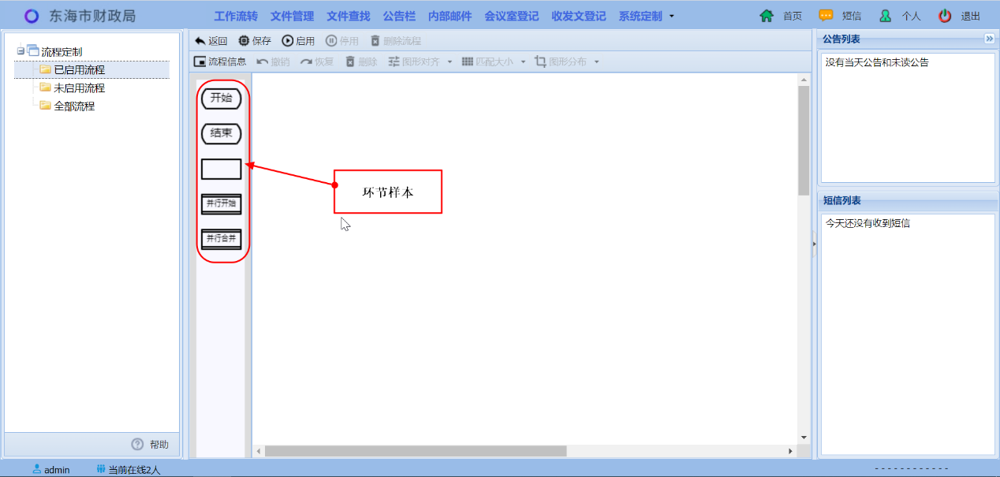 东海市财政局 工作流转 文件管理 文件查找 公告栏 内部邮件 会议室登记 收发文登记 系统定制 首页 短信 个人 退出
流程定制
已启用流程
未启用流程
全部流程
帮助
返回 保存 启用 停用 删除流程
流程信息 撤销 恢复 删除 图形对齐 匹配大小 图形分布
开始
结束
并行开始
并行合并
环节样本
公告列表
没有当天公告和未读公告
短信列表
今天还没有收到短信
admin 当前在线2人 - - - - - - - - - - - -